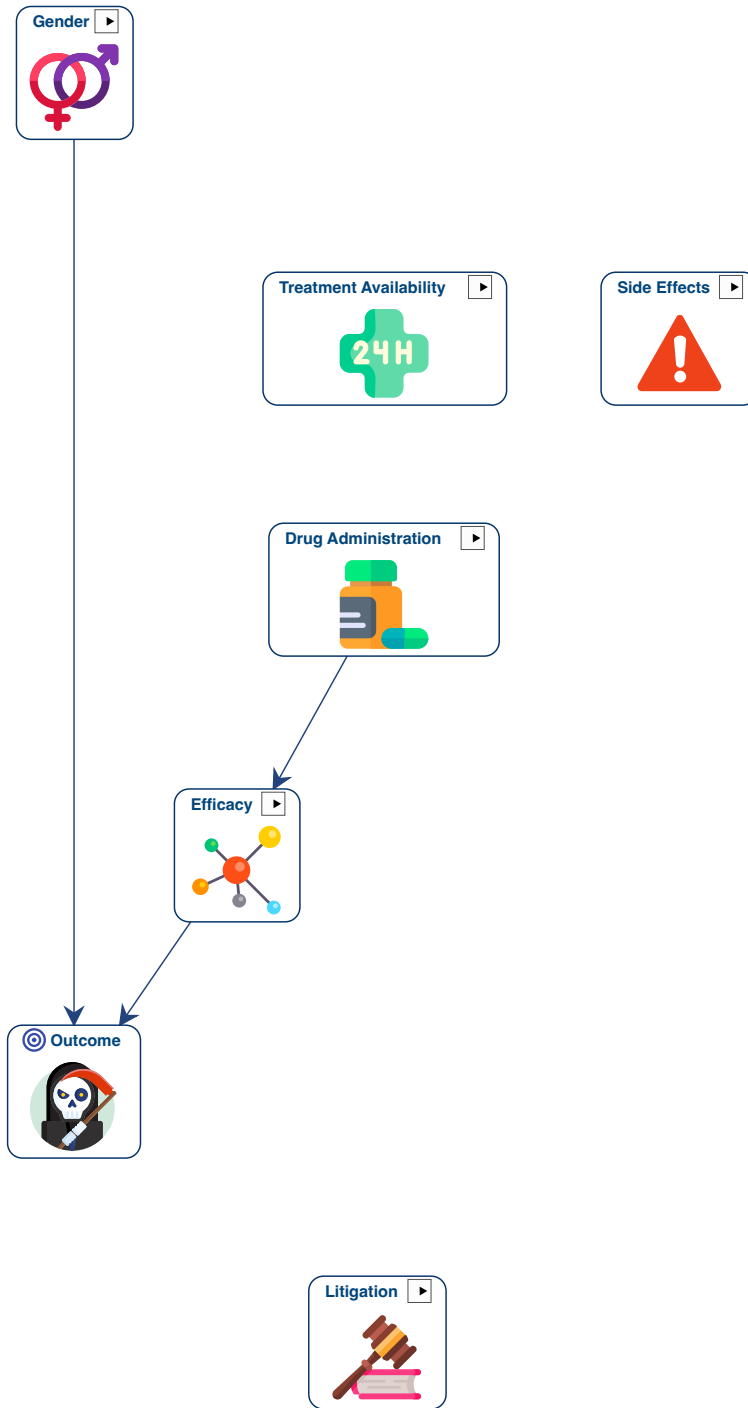 Gender
Treatment Availability
Side Effects
24H
Drug Administration
Efficacy
Outcome
Litigation